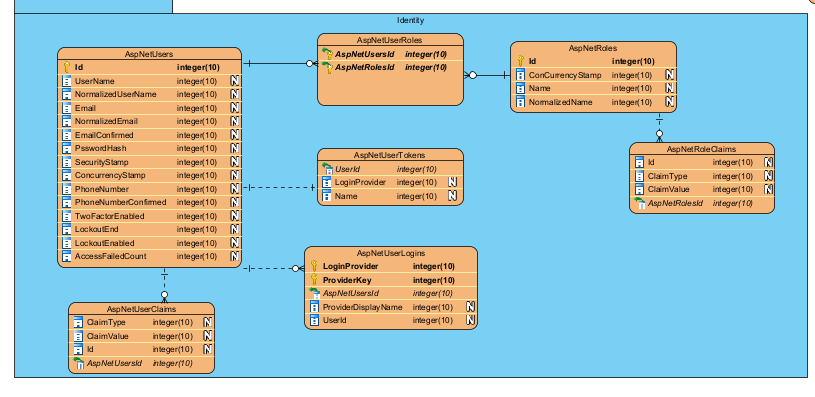 Identity
AspNetUsers
Id integer(10)
UserName integer(10) N
NormalizedUserName integer(10) N
Email integer(10) N
NormalizedEmail integer(10) N
EmailConfirmed integer(10) N
PsswordHash integer(10) N
SecurityStamp integer(10) N
ConcurrencyStamp integer(10) N
PhoneNumber integer(10) N
PhoneNumberConfirmed integer(10) N
TwoFactorEnabled integer(10) N
LockoutEnd integer(10) N
LockoutEnabled integer(10) N
AccessFailedCount integer(10) N
AspNetUserRoles
AspNetUsersId integer(10)
AspNetRolesId integer(10)
AspNetRoles
Id integer(10)
ConCurrencyStamp integer(10) N
Name integer(10) N
NormalizedName integer(10) N
AspNetUserTokens
UserId integer(10)
LoginProvider integer(10) N
Name integer(10) N
AspNetRoleClaims
Id integer(10) N
ClaimType integer(10) N
ClaimValue integer(10) N
AspNetRolesId integer(10)
AspNetUserLogins
LoginProvider integer(10)
ProviderKey integer(10)
AspNetUsersId integer(10)
ProviderDisplayName integer(10) N
UserId integer(10) N
AspNetUserClaims
ClaimType integer(10) N
ClaimValue integer(10) N
Id integer(10) N
AspNetUsersId integer(10)